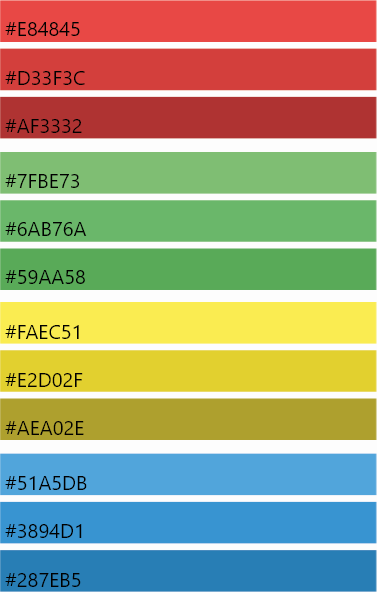 #E84845
#D33F3C
#AF3332
#7FBE73
#6AB76A
#59AA58
#FAEC51
#E2D02F
#AEA02E
#51A5DB
#3894D1
#287EB5